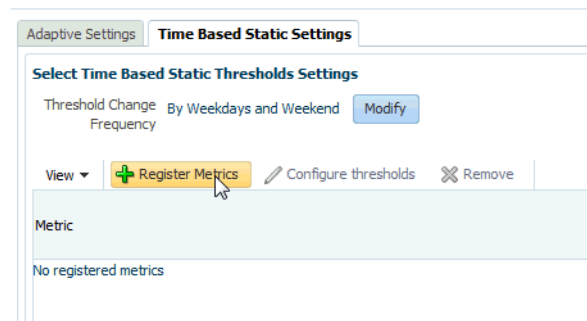 Adaptive Settings Time Based Static Settings
Select Time Based Static Thresholds Settings
Threshold Change Frequency By Weekdays and Weekend Modify
View Register Metrics Configure thresholds Remove
Metric
No registered metrics